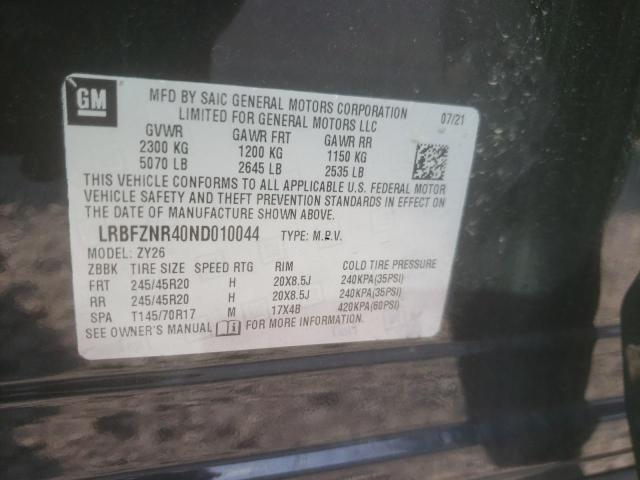 GM
MFD BY SAIC GENERAL MOTORS CORPORATION
LIMITED FOR GENERAL MOTORS LLC
07/21
GVWR GAWR FRT GAWR RR
2300 KG 1200 KG 1150 KG
5070 LB 2645 LB 2535 LB
THIS VEHICLE CONFORMS TO ALL APPLICABLE U.S. FEDERAL MOTOR
VEHICLE SAFETY AND THEFT PREVENTION STANDARDS IN EFFECT ON
THE DATE OF MANUFACTURE SHOWN ABOVE.
LRBFZNR40ND010044 TYPE: M.P.V.
MODEL: ZY26
ZBBK TIRE SIZE SPEED RTG RIM COLD TIRE PRESSURE
FRT 245/45R20 H 20X8.5J 240KPA(35PSI)
RR 245/45R20 H 20X8.5J 240KPA(35PSI)
SPA T145/70R17 M 17X4B 420KPA(60PSI)
SEE OWNER'S MANUAL FOR MORE INFORMATION.